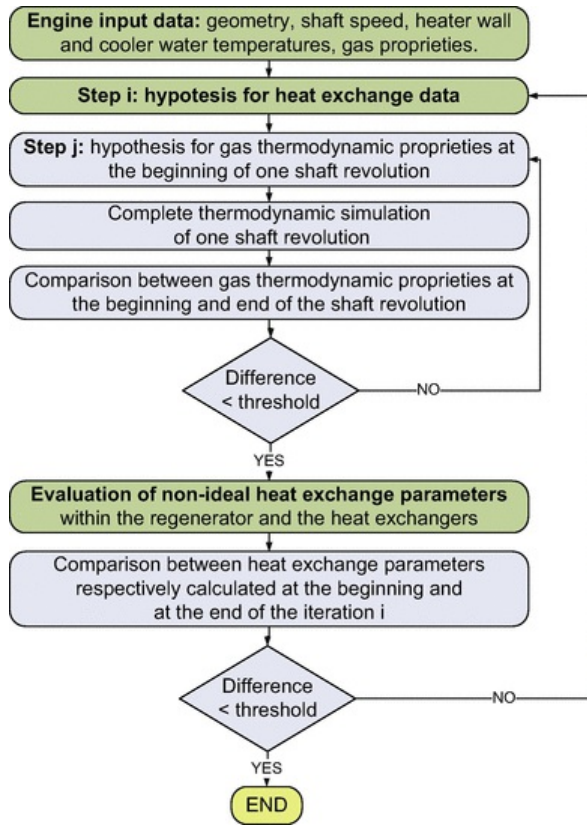 Engine input data: geometry, shaft speed, heater wall
and cooler water temperatures, gas proprieties.
Step i: hypotesis for heat exchange data
Step j: hypothesis for gas thermodynamic proprieties at
the beginning of one shaft revolution
Complete thermodynamic simulation
of one shaft revolution
Comparison between gas thermodynamic proprieties at
the beginning and end of the shaft revolution
Difference
< threshold
NO
YES
Evaluation of non-ideal heat exchange parameters
within the regenerator and the heat exchangers
Comparison between heat exchange parameters
respectively calculated at the beginning and
at the end of the iteration i
Difference
< threshold
NO
YES
END